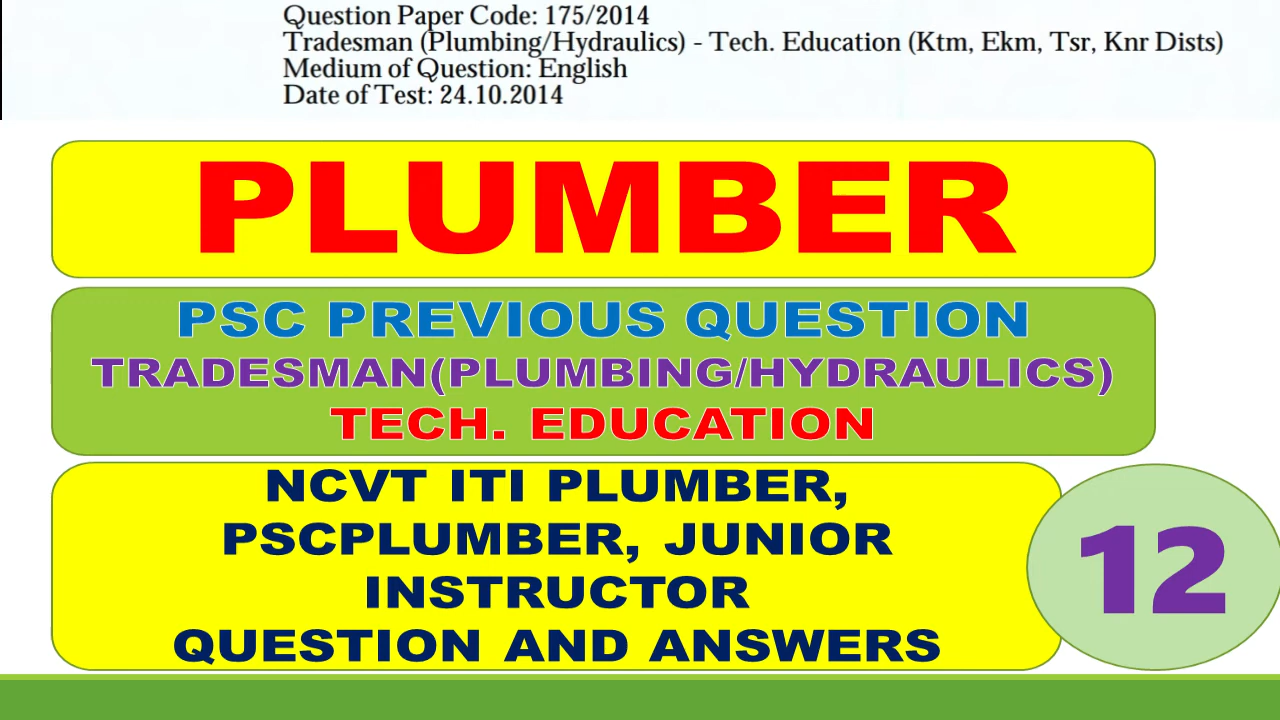 Question Paper Code: 175/2014
Tradesman (Plumbing/Hydraulics) - Tech. Education (Ktm, Ekm, Tsr, Knr Dists)
Medium of Question: English
Date of Test: 24.10.2014
PLUMBER
PSC PREVIOUS QUESTION
TRADESMAN(PLUMBING/HYDRAULICS)
TECH. EDUCATION
NCVT ITI PLUMBER,
PSCPLUMBER, JUNIOR
INSTRUCTOR
QUESTION AND ANSWERS
12